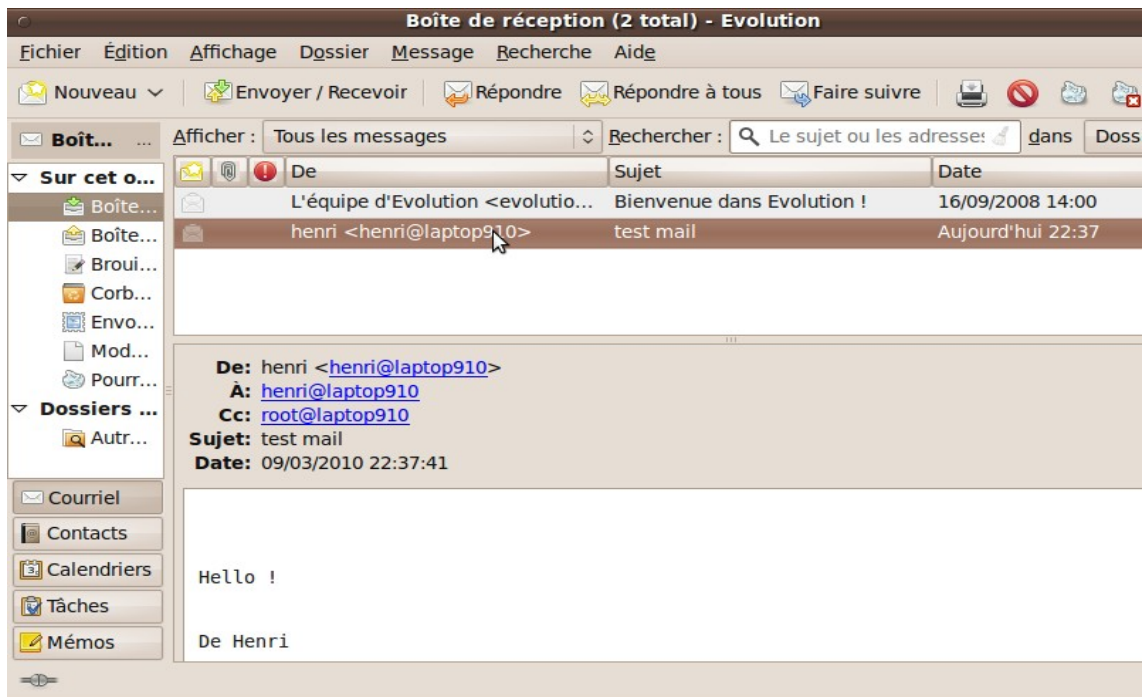 Boîte de réception (2 total) - Evolution
Fichier Édition Affichage Dossier Message Recherche Aide
Nouveau Envoyer / Recevoir Répondre Répondre à tous Faire suivre
Boît... ... Afficher : Tous les messages Rechercher : Le sujet ou les adresses dans Doss
Sur cet o... De Sujet Date
Boîte... L'équipe d'Evolution <evolutio... Bienvenue dans Evolution ! 16/09/2008 14:00
Boîte... henri <henri@laptop910> test mail Aujourd'hui 22:37
Broui...
Corb...
Envo...
Mod...
Pourr...
Dossiers ...
Autr...
De: henri <henri@laptop910>
À: henri@laptop910
Cc: root@laptop910
Sujet: test mail
Date: 09/03/2010 22:37:41
Courriel
Contacts
Calendriers
Tâches
Mémos
Hello !
De Henri